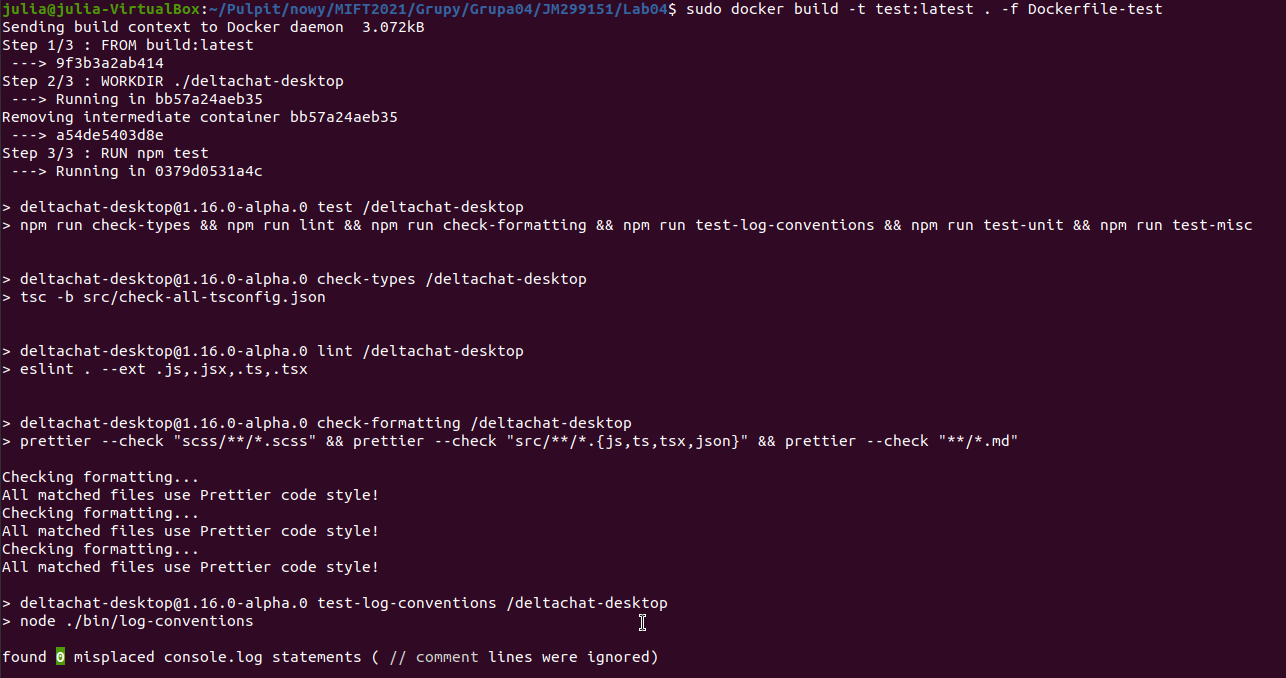 julia@julia-VirtualBox:~/Pulpit/nowy/MIFT2021/Grupy/Grupa04/JM299151/Lab04$ sudo docker build -t test:latest . -f Dockerfile-test
Sending build context to Docker daemon  3.072kB
Step 1/3 : FROM build:latest
 ---> 9f3b3a2ab414
Step 2/3 : WORKDIR ./deltachat-desktop
 ---> Running in bb57a24aeb35
Removing intermediate container bb57a24aeb35
 ---> a54de5403d8e
Step 3/3 : RUN npm test
 ---> Running in 0379d0531a4c
> deltachat-desktop@1.16.0-alpha.0 test /deltachat-desktop
> npm run check-types && npm run lint && npm run check-formatting && npm run test-log-conventions && npm run test-unit && npm run test-misc
> deltachat-desktop@1.16.0-alpha.0 check-types /deltachat-desktop
> tsc -b src/check-all-tsconfig.json
> deltachat-desktop@1.16.0-alpha.0 lint /deltachat-desktop
> eslint . --ext .js,.jsx,.ts,.tsx
> deltachat-desktop@1.16.0-alpha.0 check-formatting /deltachat-desktop
> prettier --check "scss/**/*.scss" && prettier --check "src/**/*.{js,ts,tsx,json}" && prettier --check "**/*.md"
Checking formatting...
All matched files use Prettier code style!
Checking formatting...
All matched files use Prettier code style!
Checking formatting...
All matched files use Prettier code style!
> deltachat-desktop@1.16.0-alpha.0 test-log-conventions /deltachat-desktop
> node ./bin/log-conventions
found 0 misplaced console.log statements ( // comment lines were ignored)